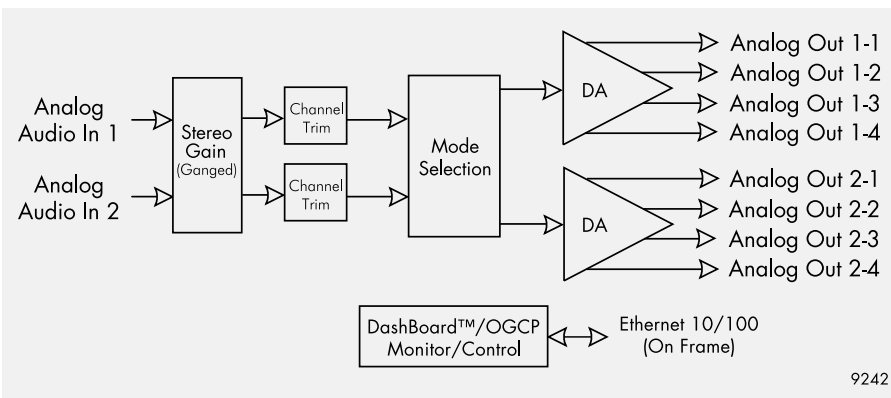 Analog
Audio In 1
Analog
Audio In 2
Stereo
Gain
(Ganged)
Channel
Trim
Channel
Trim
Mode
Selection
DA
DA
Analog Out 1-1
Analog Out 1-2
Analog Out 1-3
Analog Out 1-4
Analog Out 2-1
Analog Out 2-2
Analog Out 2-3
Analog Out 2-4
DashBoard™/OGCP
Monitor/Control
Ethernet 10/100
(On Frame)
9242